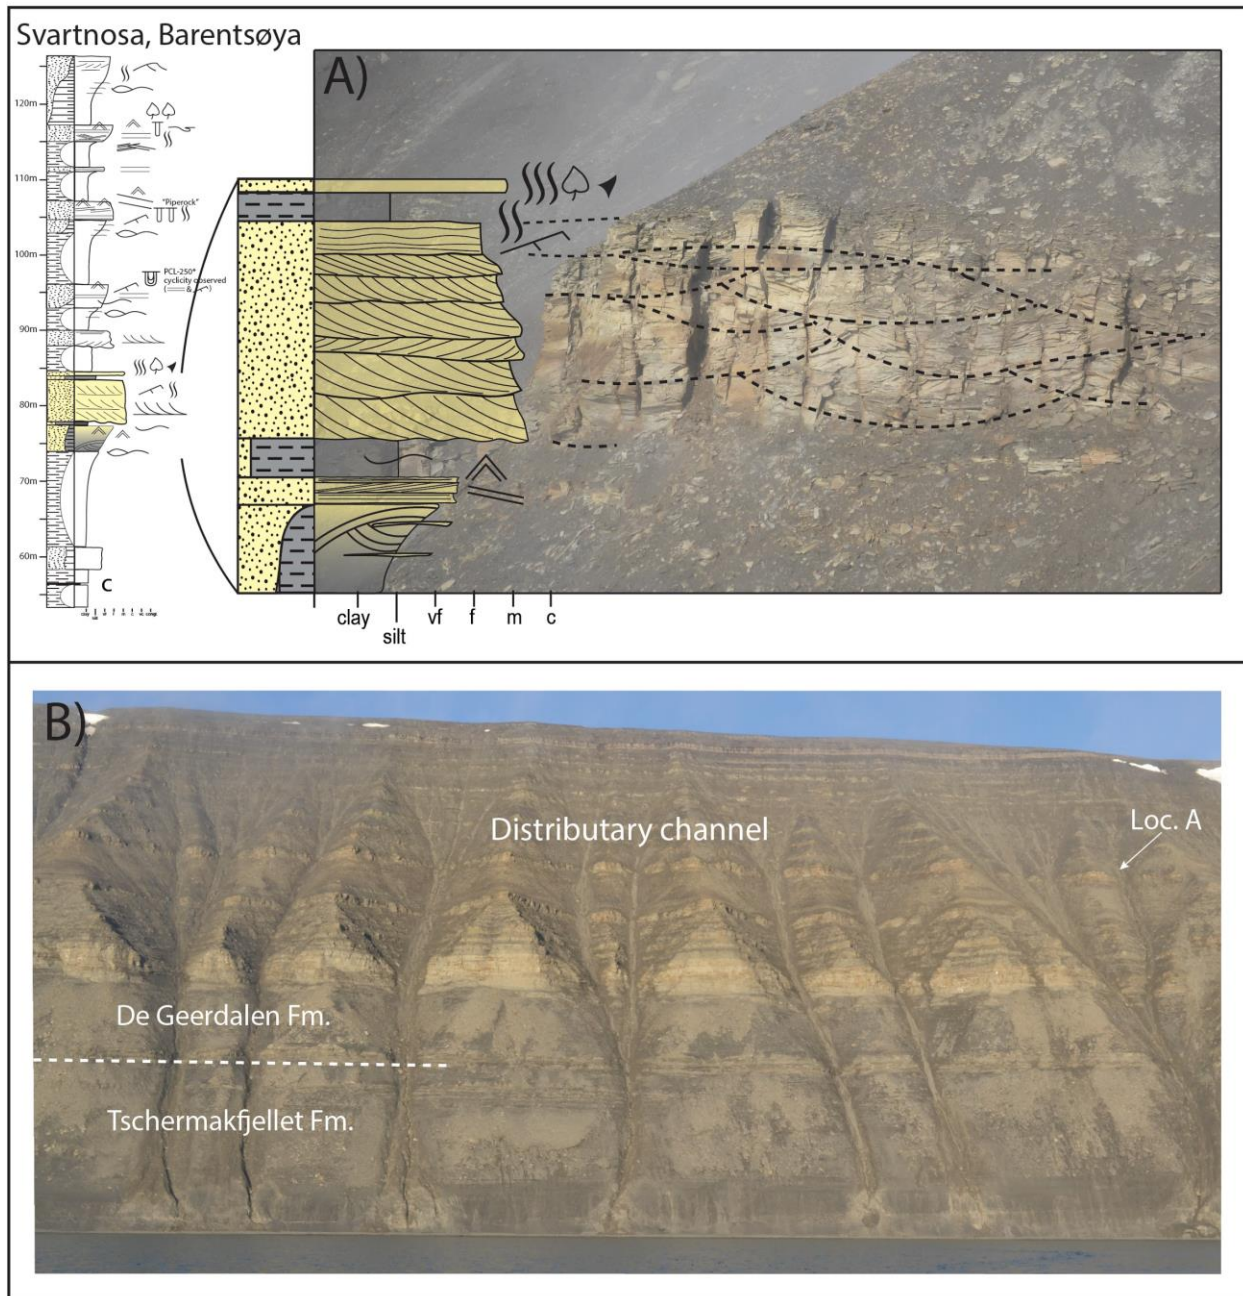 Svartnosa, Barentsøya
A)
120m
110m
"Piperock"
100m
PCL-250*
cyclicity observed
( & )
90m
80m
70m
60m
C
clay
silt
vf
f
m
c
B)
Distributary channel
Loc. A
De Geerdalen Fm.
Tschermakfjellet Fm.